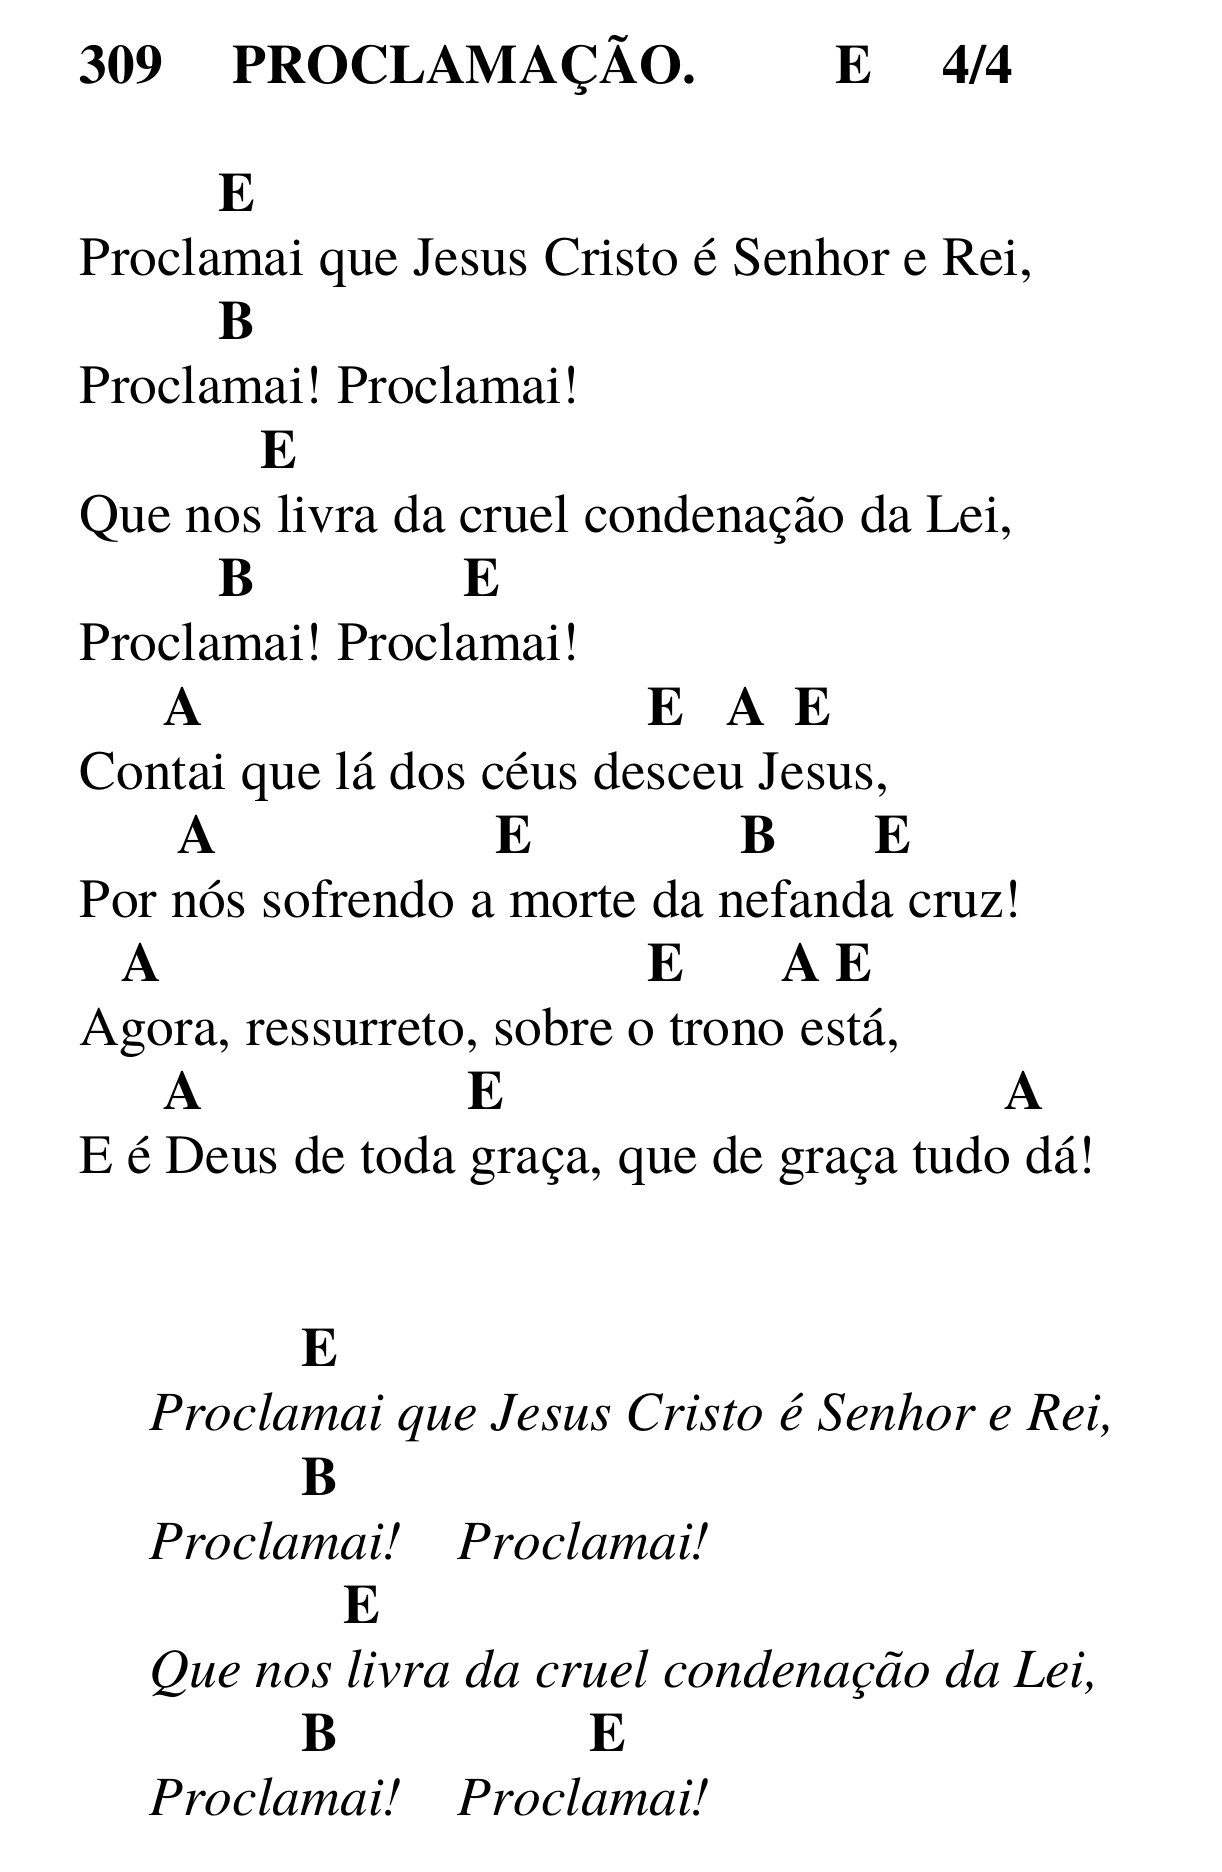 309 PROCLAMAÇÃO. E 4/4
E
Proclamai que Jesus Cristo é Senhor e Rei,
B
Proclamai! Proclamai!
E
Que nos livra da cruel condenação da Lei,
B E
Proclamai! Proclamai!
A E A E
Contai que lá dos céus desceu Jesus,
A E B E
Por nós sofrendo a morte da nefanda cruz!
A E A E
Agora, ressurreto, sobre o trono está,
A E A
E é Deus de toda graça, que de graça tudo dá!
E
Proclamai que Jesus Cristo é Senhor e Rei,
B
Proclamai! Proclamai!
E
Que nos livra da cruel condenação da Lei,
B E
Proclamai! Proclamai!